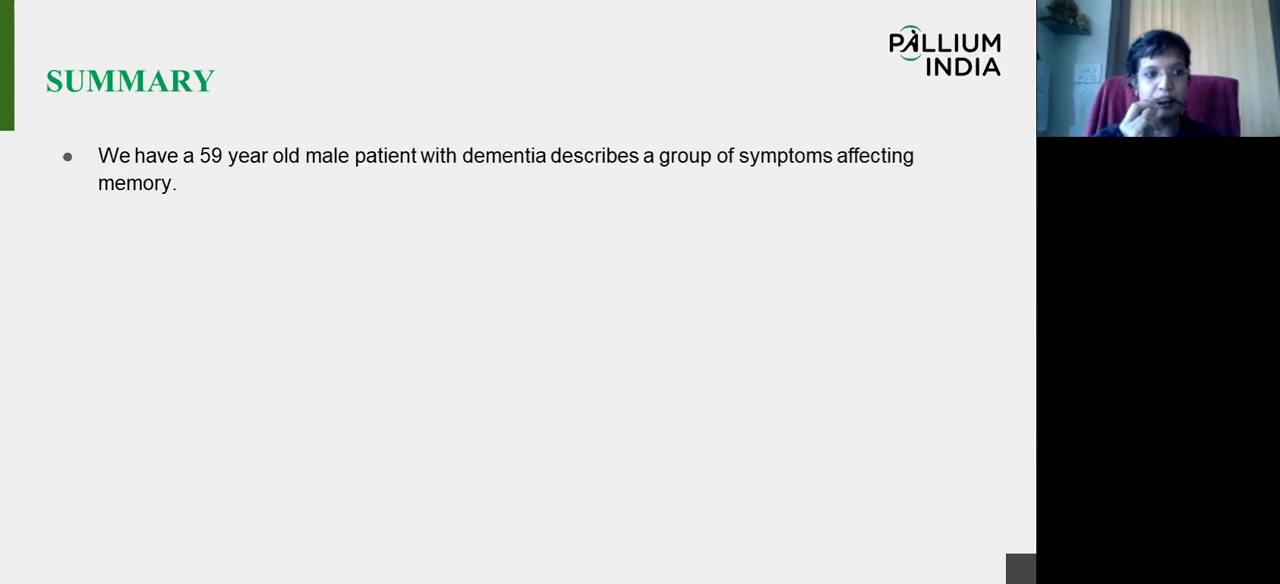 PALLIUM
INDIA
SUMMARY
● We have a 59 year old male patient with dementia describes a group of symptoms affecting
memory.